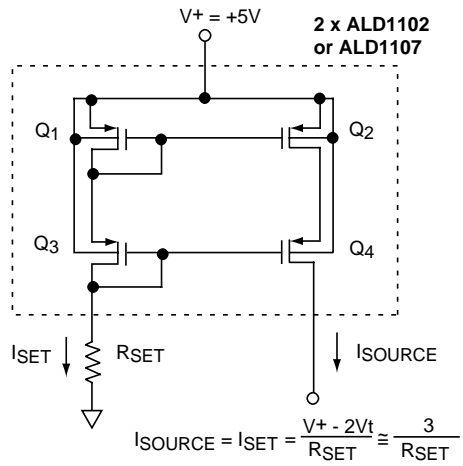 V+ = +5V
2 x ALD1102
or ALD1107
Q1
Q2
Q3
Q4
ISET
RSET
ISOURCE
ISOURCE = ISET = V+ - 2Vt / RSET ≅ 3 / RSET